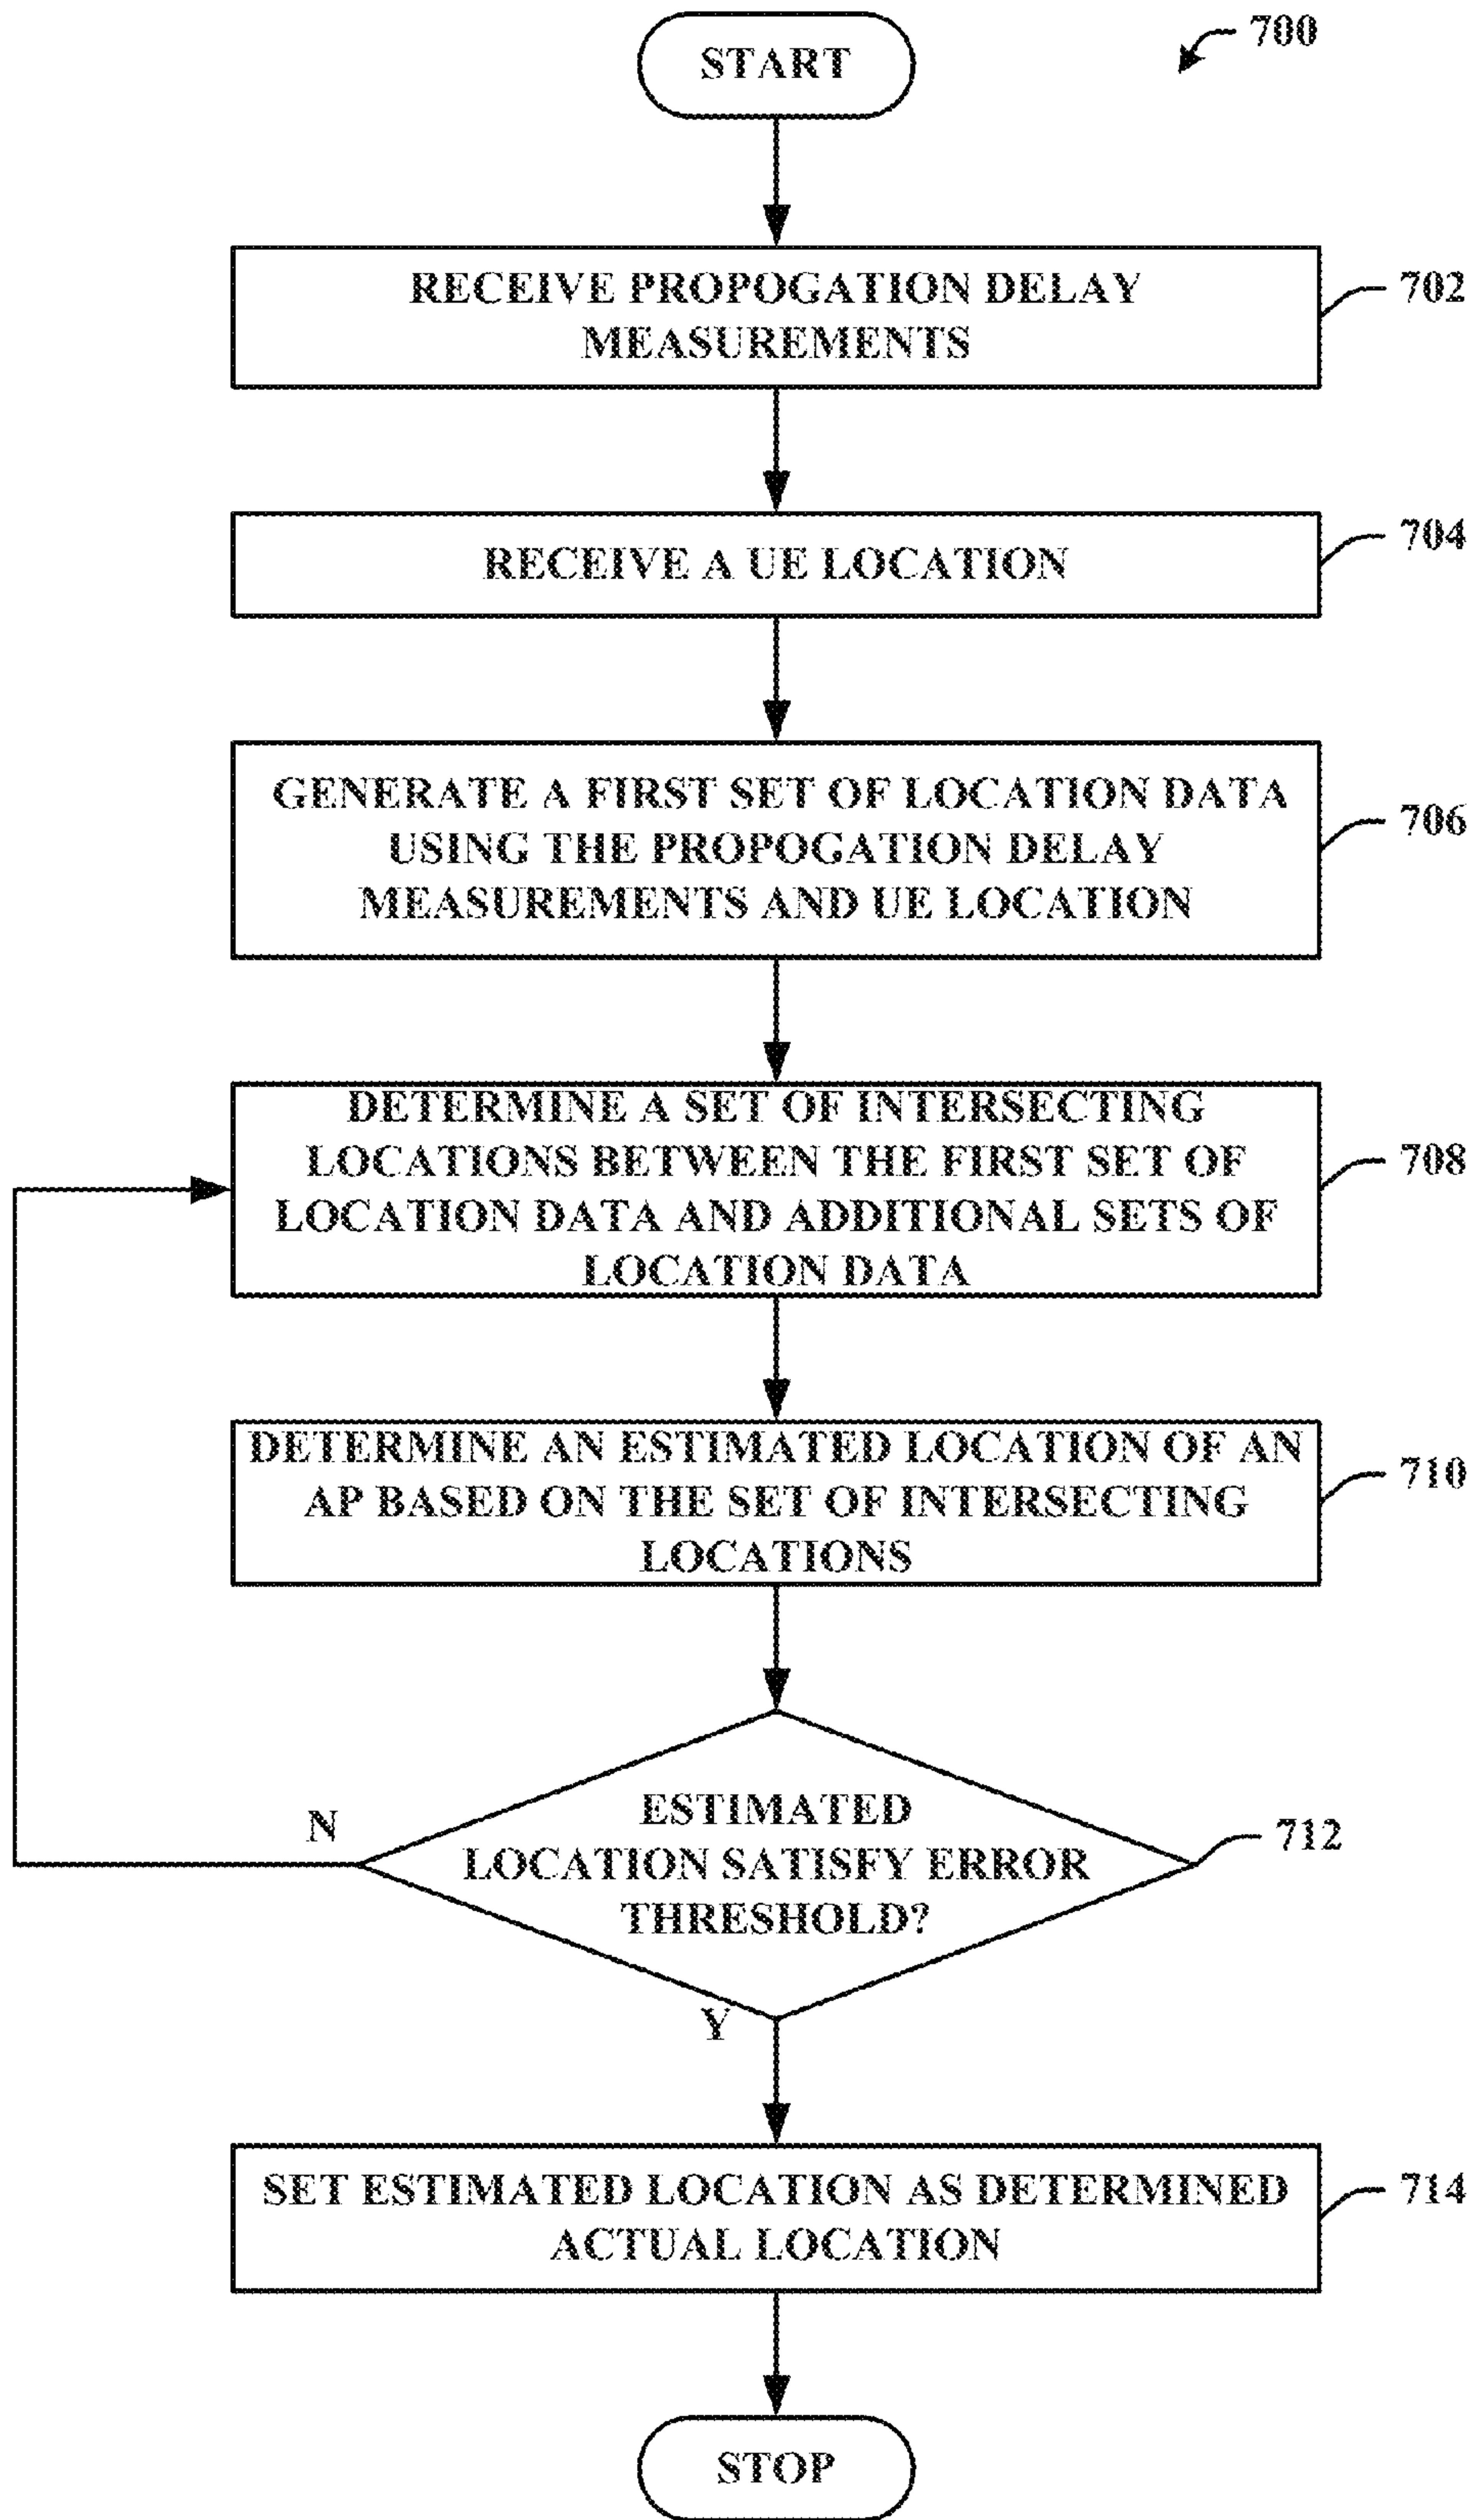 START
700
RECEIVE PROPOGATION DELAY
MEASUREMENTS
702
RECEIVE A UE LOCATION
704
GENERATE A FIRST SET OF LOCATION DATA
USING THE PROPOGATION DELAY
MEASUREMENTS AND UE LOCATION
706
DETERMINE A SET OF INTERSECTING
LOCATIONS BETWEEN THE FIRST SET OF
LOCATION DATA AND ADDITIONAL SETS OF
LOCATION DATA
708
DETERMINE AN ESTIMATED LOCATION OF AN
AP BASED ON THE SET OF INTERSECTING
LOCATIONS
710
ESTIMATED
LOCATION SATISFY ERROR
THRESHOLD?
712
N
Y
SET ESTIMATED LOCATION AS DETERMINED
ACTUAL LOCATION
714
STOP